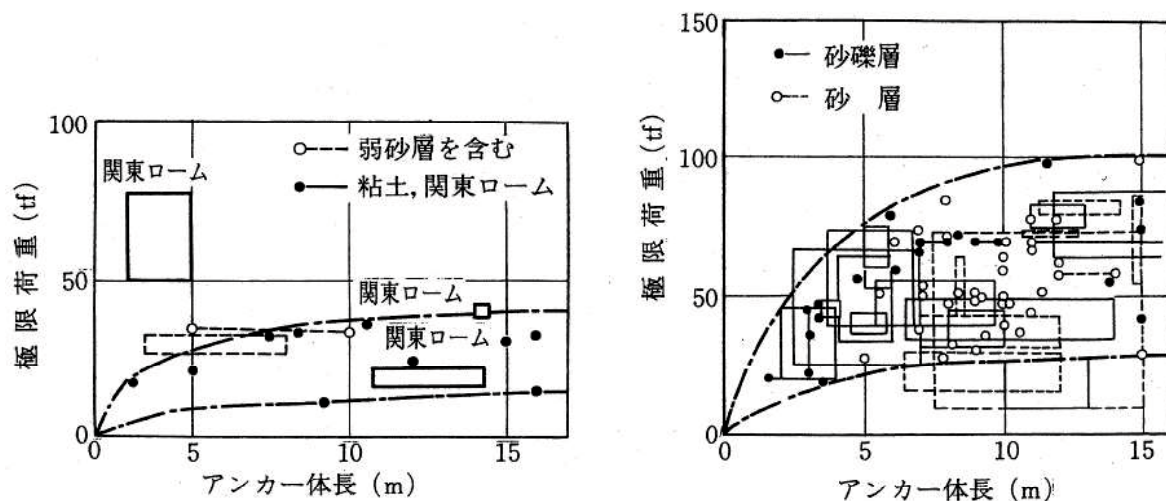 100
50
0
極限荷重(tf)
関東ローム
弱砂層を含む
粘土,関東ローム
関東ローム
関東ローム
0
5
10
15
アンカー体長(m)
150
100
50
0
極限荷重(tf)
砂礫層
砂 層
0
5
10
15
アンカー体長(m)